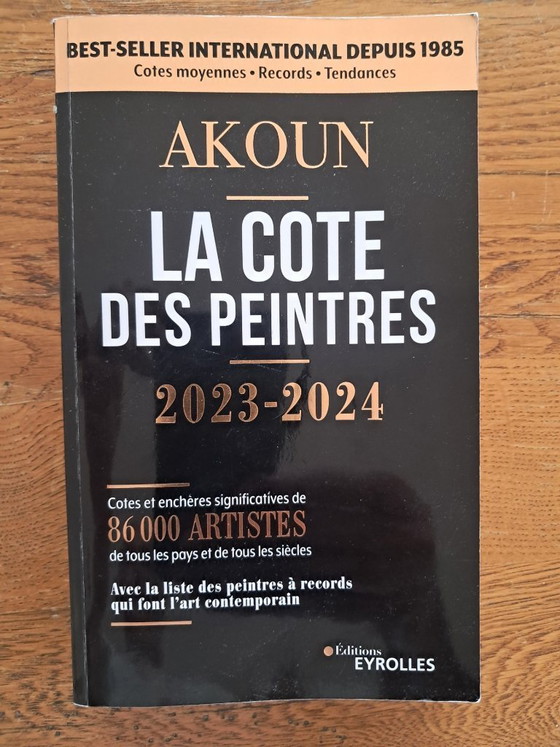 BEST-SELLER INTERNATIONAL DEPUIS 1985
Cotes moyennes • Records • Tendances
AKOUN
LA COTE
DES PEINTRES
2023-2024
Cotes et enchères significatives de
86 000 ARTISTES
de tous les pays et de tous les siècles
Avec la liste des peintres à records
qui font l'art contemporain
Éditions
EYROLLES